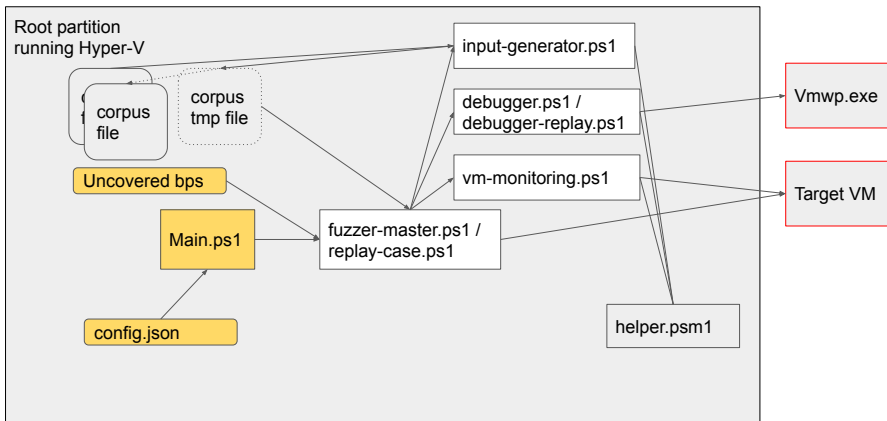 Root partition
running Hyper-V
input-generator.ps1
corpus
tmp file
corpus
file
debugger.ps1 /
debugger-replay.ps1
Vmwp.exe
Uncovered bps
vm-monitoring.ps1
Target VM
Main.ps1
fuzzer-master.ps1 /
replay-case.ps1
config.json
helper.psm1